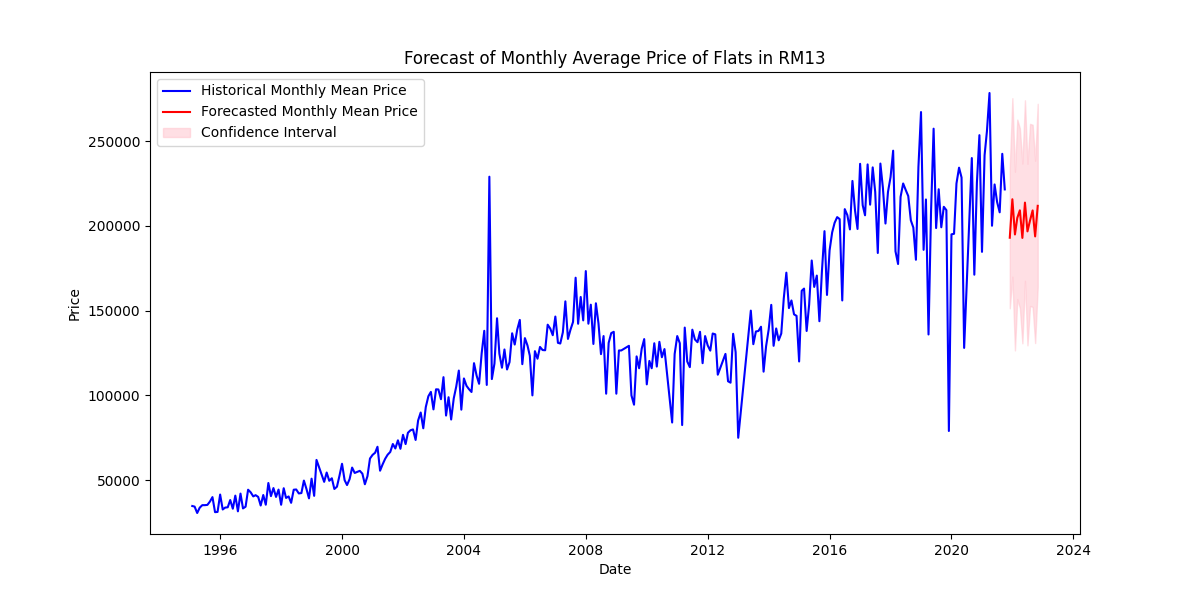 Forecast of Monthly Average Price of Flats in RM13
Historical Monthly Mean Price
Forecasted Monthly Mean Price
Confidence Interval
250000
200000
150000
100000
50000
Price
1996 2000 2004 2008 2012 2016 2020 2024
Date